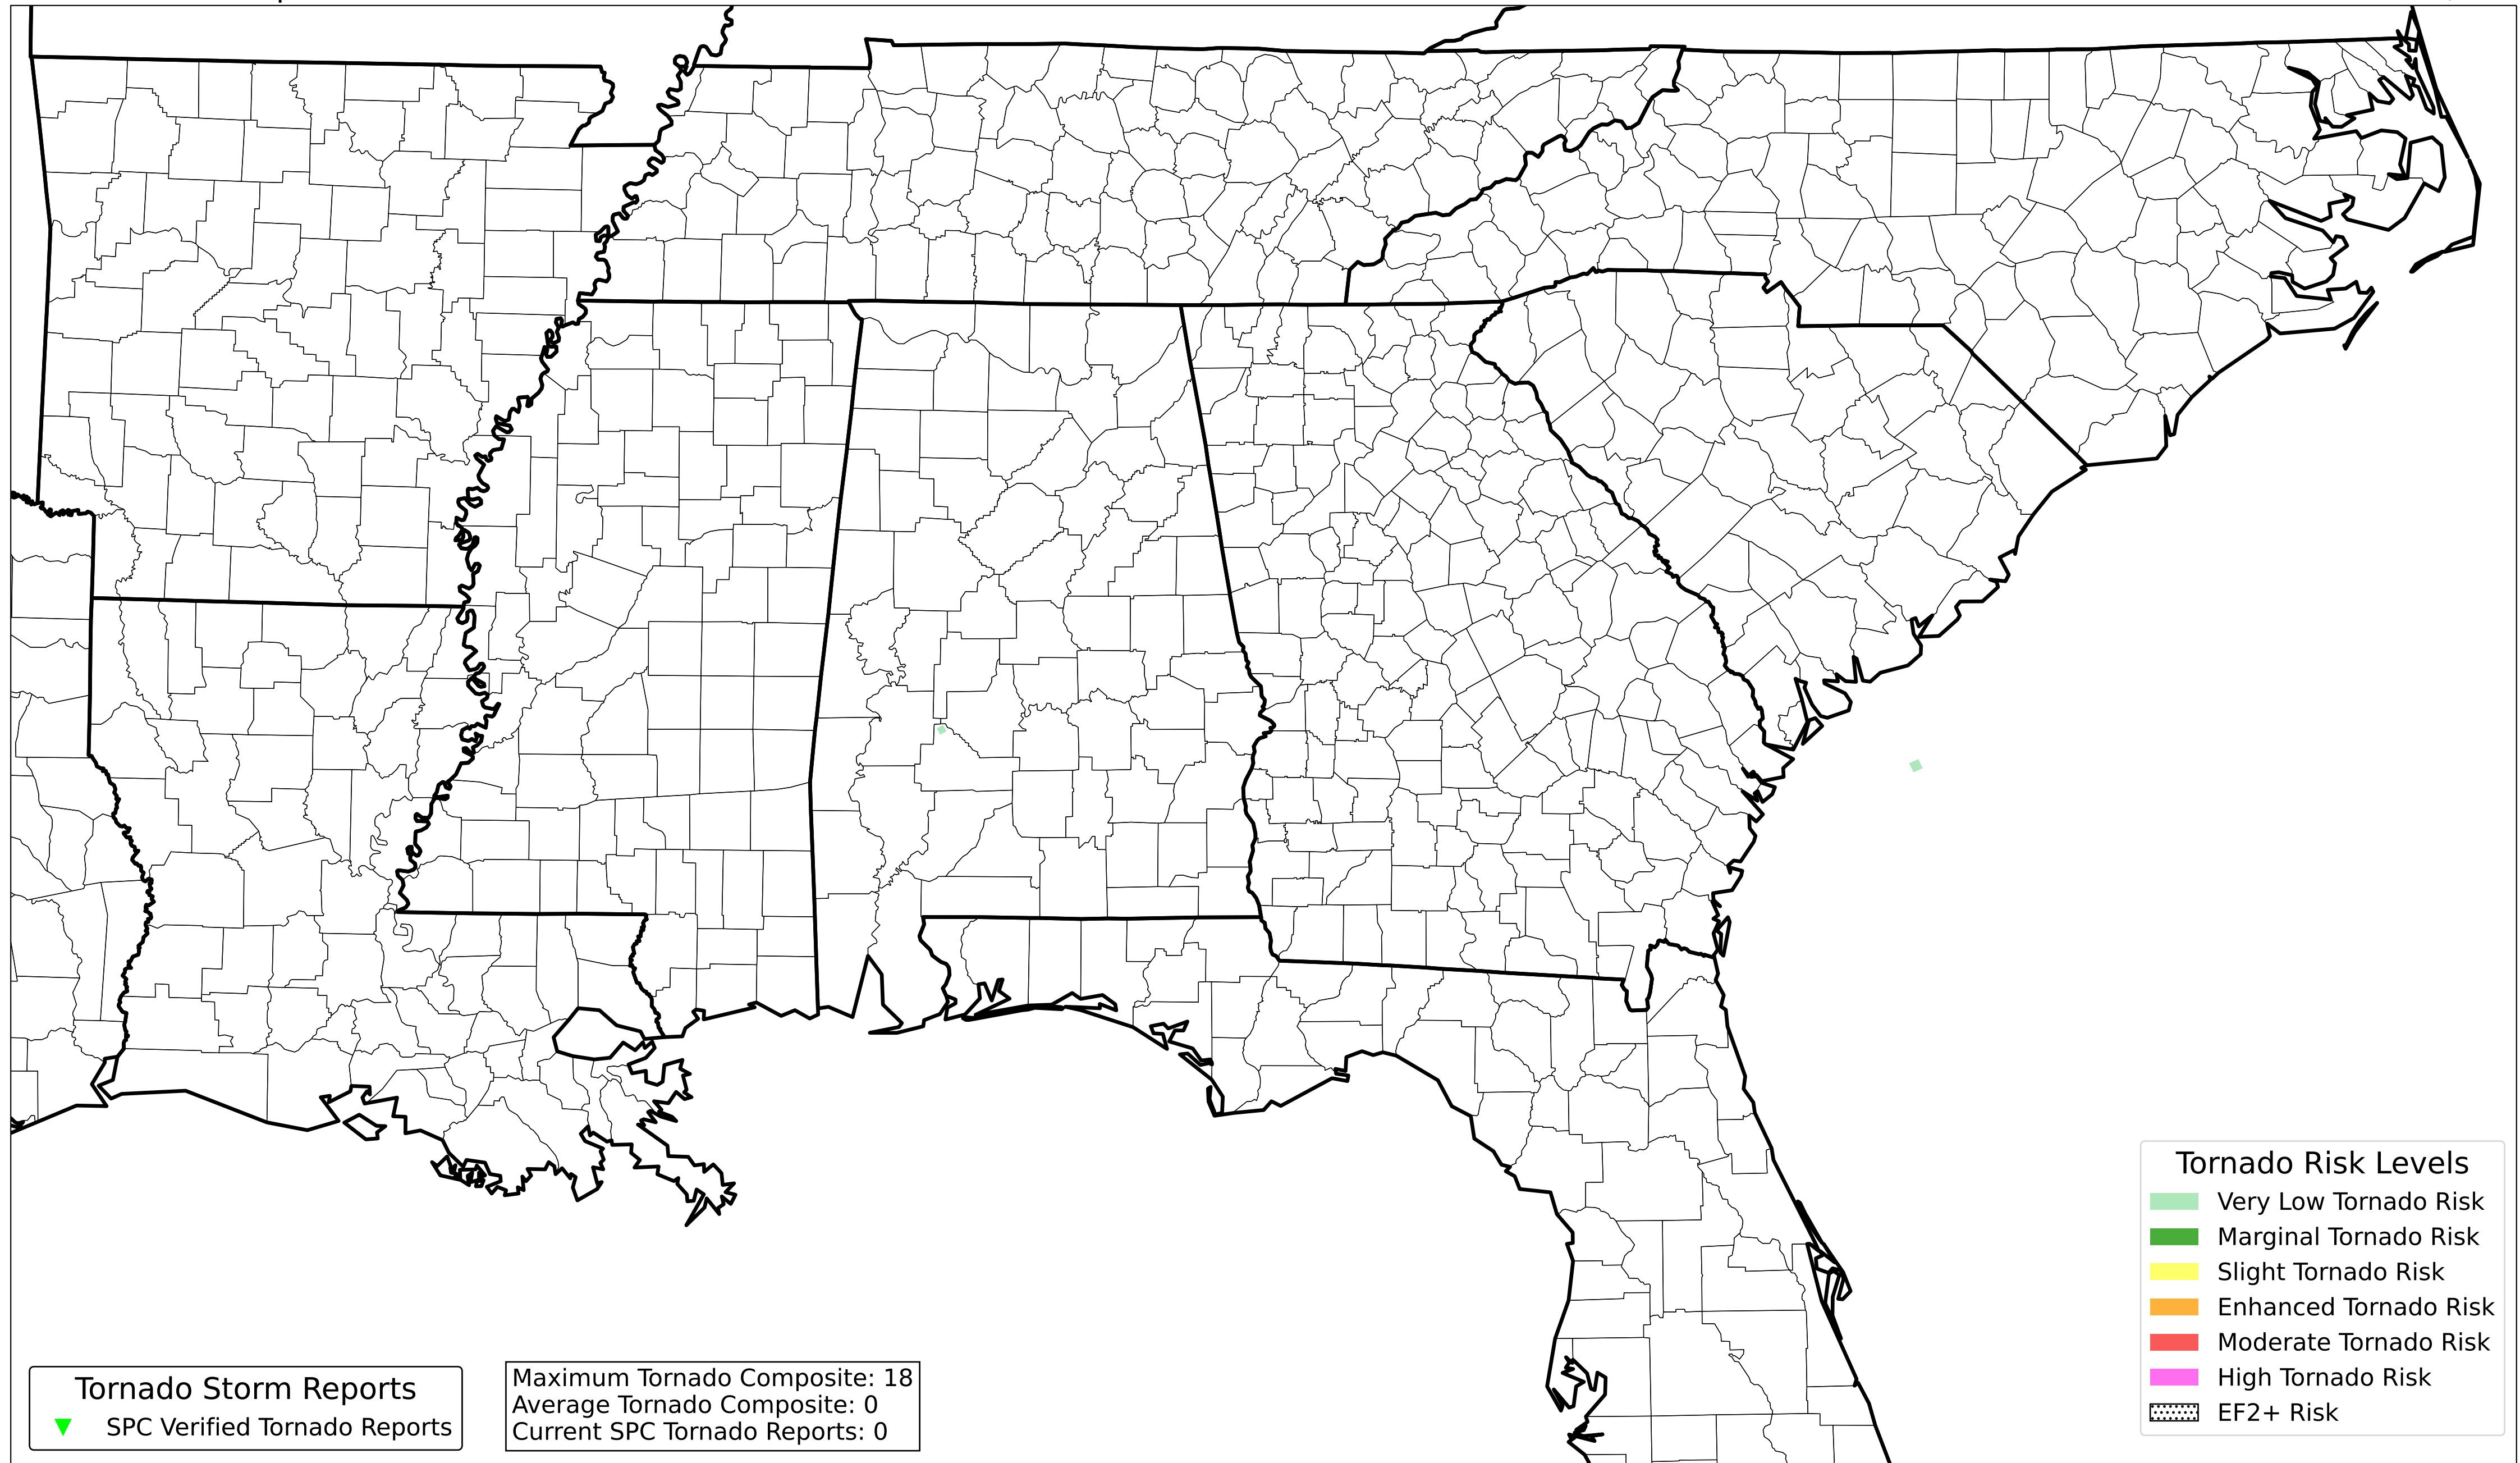 Tornado Risk Levels
Very Low Tornado Risk
Marginal Tornado Risk
Slight Tornado Risk
Enhanced Tornado Risk
Moderate Tornado Risk
High Tornado Risk
EF2+ Risk
Tornado Storm Reports
SPC Verified Tornado Reports
Maximum Tornado Composite: 18
Average Tornado Composite: 0
Current SPC Tornado Reports: 0